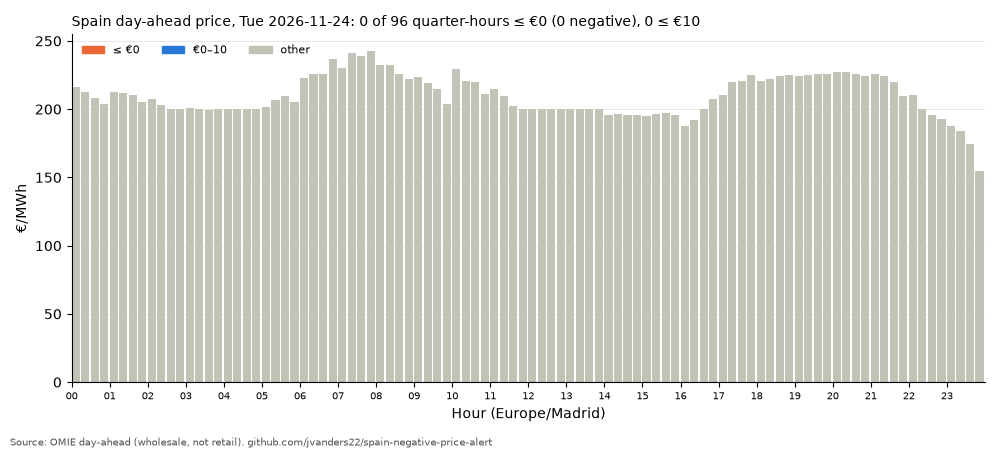 Spain day-ahead price, Tue 2026-11-24: 0 of 96 quarter-hours ≤ €0 (0 negative), 0 ≤ €10
≤ €0 €0–10 other
€/MWh
250
200
150
100
50
0
00 01 02 03 04 05 06 07 08 09 10 11 12 13 14 15 16 17 18 19 20 21 22 23
Hour (Europe/Madrid)
Source: OMIE day-ahead (wholesale, not retail). github.com/jvanders22/spain-negative-price-alert